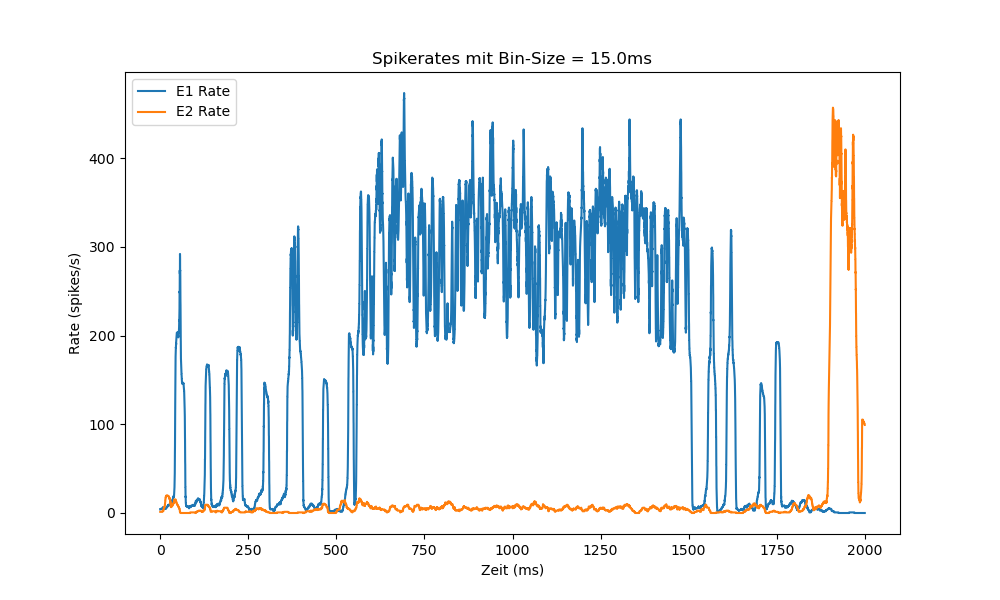 Spikerates mit Bin-Size = 15.0ms
E1 Rate
E2 Rate
400
300
200
100
0
Rate (spikes/s)
0 250 500 750 1000 1250 1500 1750 2000
Zeit (ms)